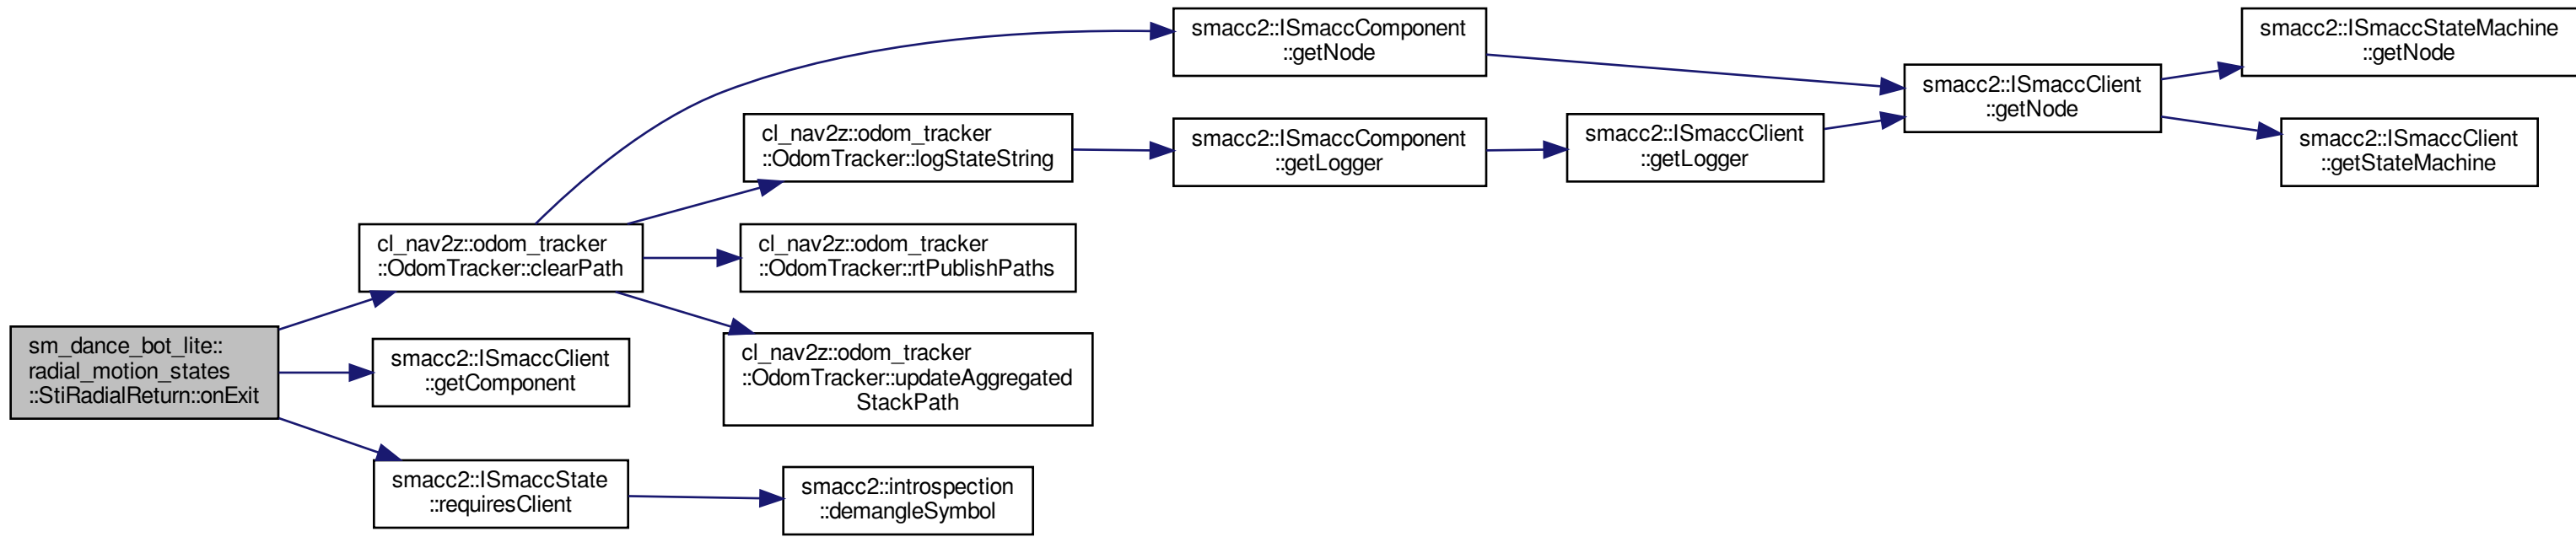 sm_dance_bot_lite::
radial_motion_states
::StiRadialReturn::onExit
cl_nav2z::odom_tracker
::OdomTracker::clearPath
smacc2::ISmaccClient
::getComponent
smacc2::ISmaccState
::requiresClient
cl_nav2z::odom_tracker
::OdomTracker::logStateString
cl_nav2z::odom_tracker
::OdomTracker::rtPublishPaths
cl_nav2z::odom_tracker
::OdomTracker::updateAggregated
StackPath
smacc2::introspection
::demangleSymbol
smacc2::ISmaccComponent
::getNode
smacc2::ISmaccComponent
::getLogger
smacc2::ISmaccClient
::getLogger
smacc2::ISmaccClient
::getNode
smacc2::ISmaccStateMachine
::getNode
smacc2::ISmaccClient
::getStateMachine